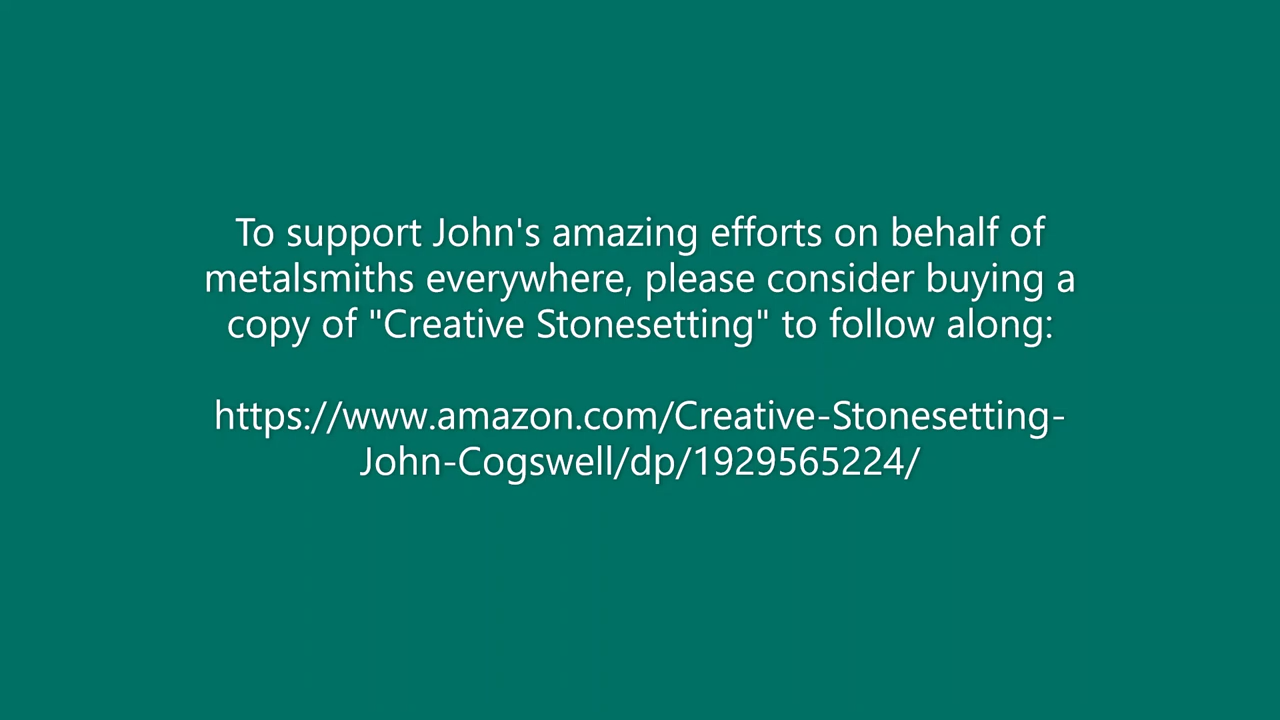 To support John's amazing efforts on behalf of
metalsmiths everywhere, please consider buying a
copy of "Creative Stonesetting" to follow along:
https://www.amazon.com/Creative-Stonesetting-
John-Cogswell/dp/1929565224/